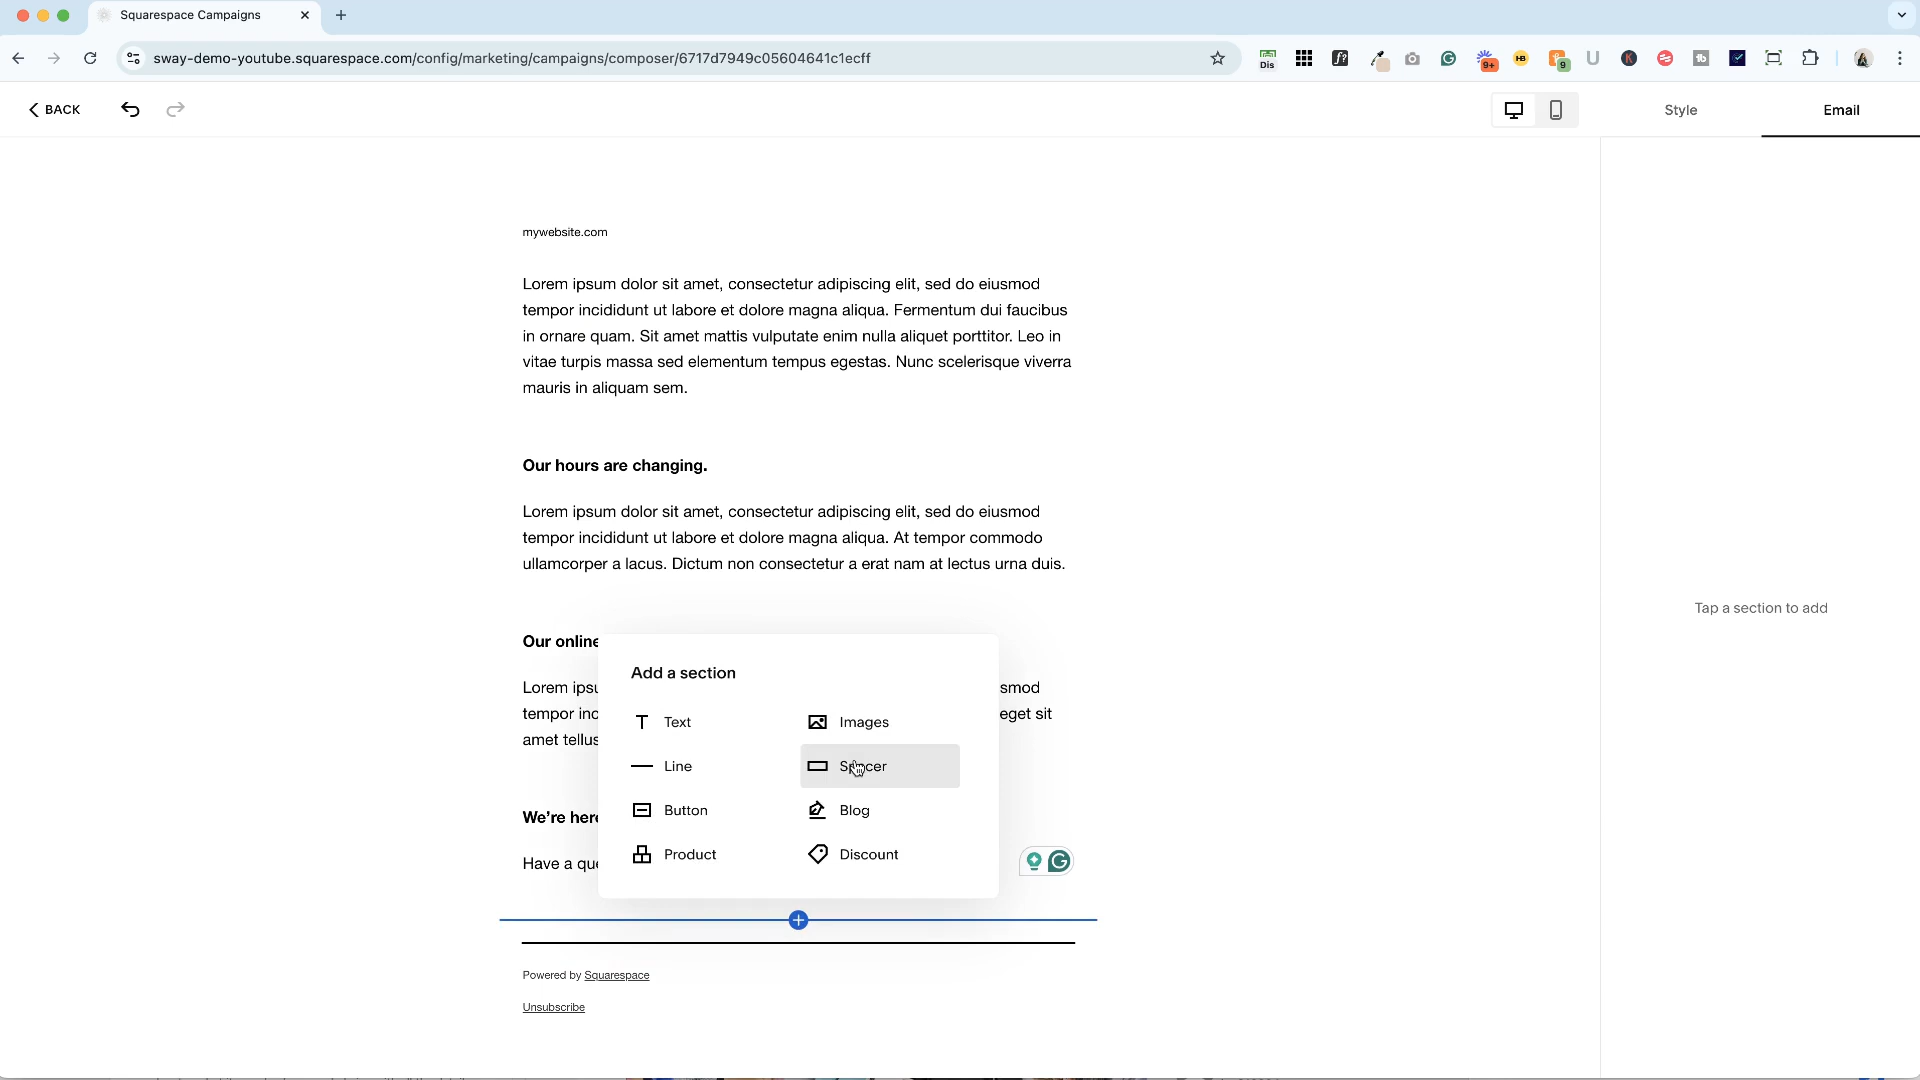 Squarespace Campaigns
sway-demo-youtube.squarespace.com/config/marketing/campaigns/composer/6717d7949c05604641c1ecff
Dis
f?
9+
HB
9
U
K
tb
BACK
Style
Email
mywebsite.com
Lorem ipsum dolor sit amet, consectetur adipiscing elit, sed do eiusmod
tempor incididunt ut labore et dolore magna aliqua. Fermentum dui faucibus
in ornare quam. Sit amet mattis vulputate enim nulla aliquet porttitor. Leo in
vitae turpis massa sed elementum tempus egestas. Nunc scelerisque viverra
mauris in aliquam sem.
Our hours are changing.
Lorem ipsum dolor sit amet, consectetur adipiscing elit, sed do eiusmod
tempor incididunt ut labore et dolore magna aliqua. At tempor commodo
ullamcorper a lacus. Dictum non consectetur a erat nam at lectus urna duis.
Tap a section to add
Our online
Lorem ipsu smod
tempor inc eget sit
amet tellus
We're here
Have a que
Add a section
Text
Images
Line
Spacer
Button
Blog
Product
Discount
Powered by Squarespace
Unsubscribe